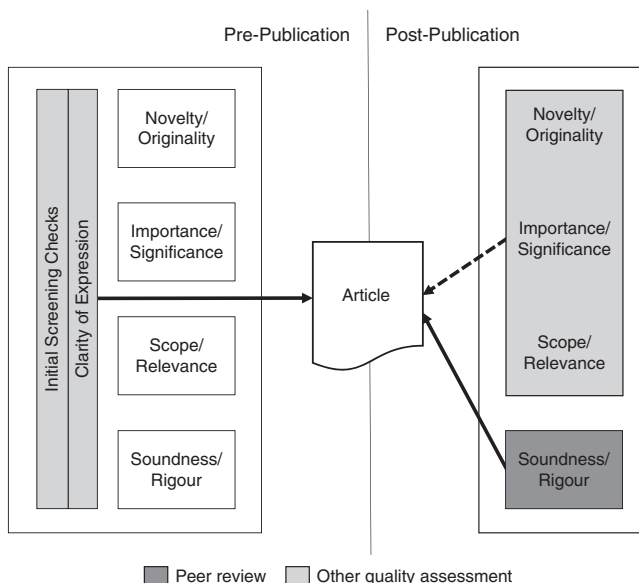 Pre-Publication
Post-Publication
Initial Screening Checks
Clarity of Expression
Novelty/
Originality
Importance/
Significance
Scope/
Relevance
Soundness/
Rigour
Article
Novelty/
Originality
Importance/
Significance
Scope/
Relevance
Soundness/
Rigour
Peer review
Other quality assessment